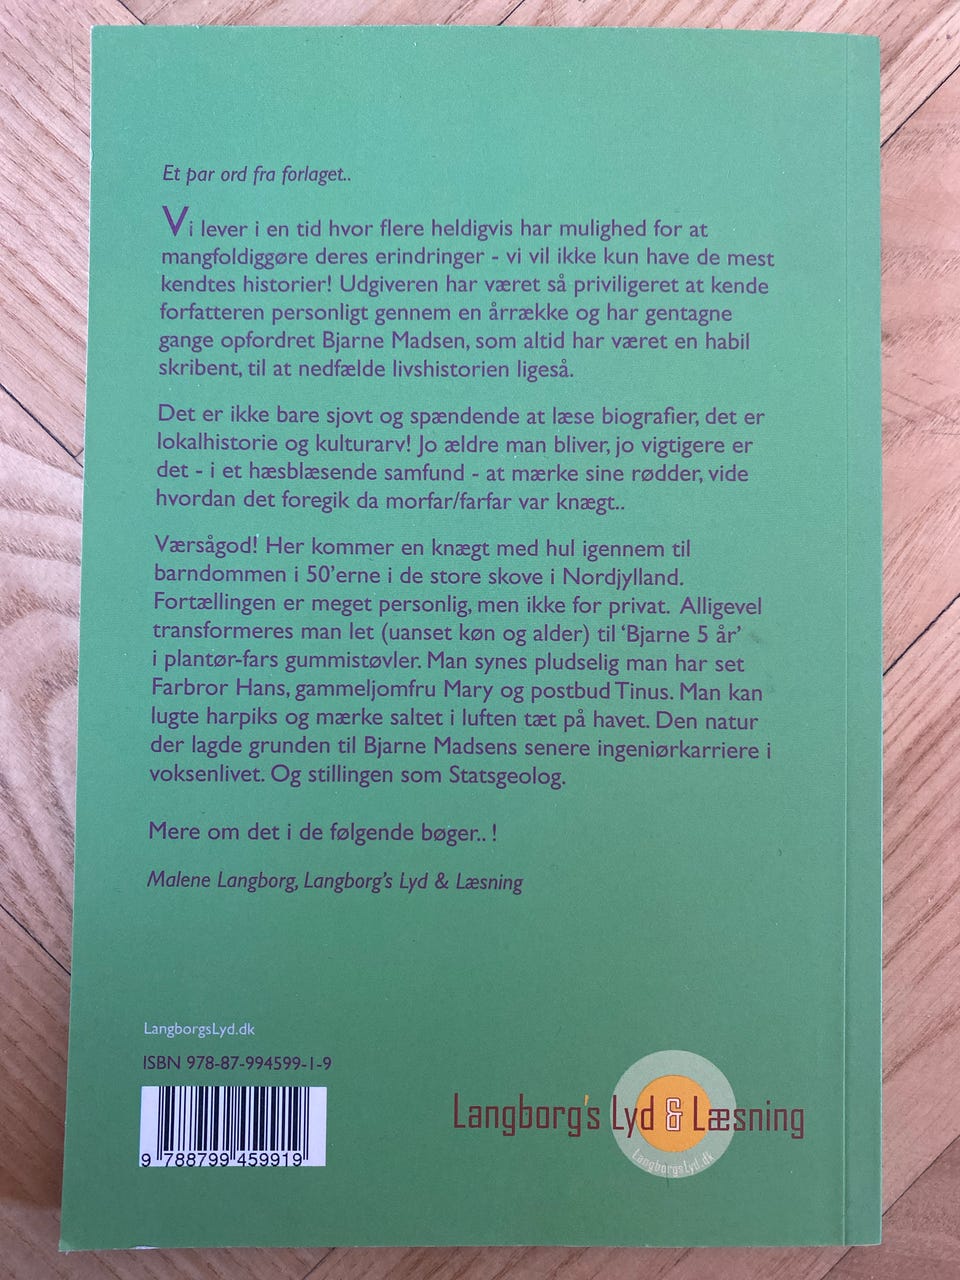 Et par ord fra forlaget..
Vi lever i en tid hvor flere heldigvis har mulighed for at
mangfoldiggøre deres erindringer - vi vil ikke kun have de mest
kendtes historier! Udgiveren har været så priviligeret at kende
forfatteren personligt gennem en årrække og har gentagne
gange opfordret Bjarne Madsen, som altid har været en habil
skribent, til at nedfælde livshistorien ligeså.
Det er ikke bare sjovt og spændende at læse biografier, det er
lokalhistorie og kulturarv! Jo ældre man bliver, jo vigtigere er
det - i et hæsblæsende samfund - at mærke sine rødder, vide
hvordan det foregik da morfar/farfar var knægt..
Værsågod! Her kommer en knægt med hul igennem til
barndommen i 50'erne i de store skove i Nordjylland.
Fortællingen er meget personlig, men ikke for privat. Alligevel
transformeres man let (uanset køn og alder) til 'Bjarne 5 år'
i plantør-fars gummistøvler. Man synes pludselig man har set
Farbror Hans, gammeljomfru Mary og postbud Tinus. Man kan
lugte harpiks og mærke saltet i luften tæt på havet. Den natur
der lagde grunden til Bjarne Madsens senere ingeniørkarriere i
voksenlivet. Og stillingen som Statsgeolog.
Mere om det i de følgende bøger.. !
Malene Langborg, Langborg's Lyd & Læsning
LangborgsLyd.dk
ISBN 978-87-994599-1-9
9 788799 459919
Langborg's Lyd & Læsning
LangborgsLyd.dk